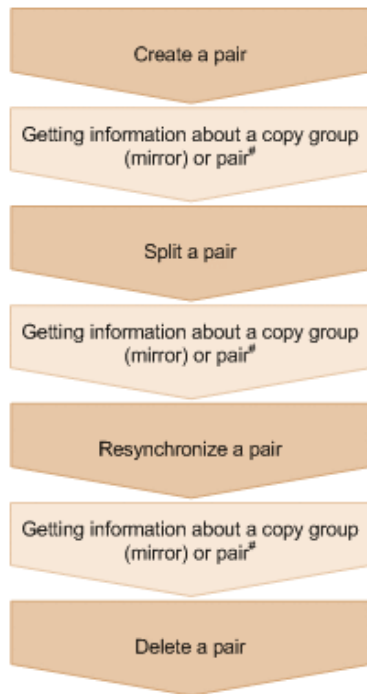 Create a pair
Getting information about a copy group
(mirror) or pair#
Split a pair
Getting information about a copy group
(mirror) or pair#
Resynchronize a pair
Getting information about a copy group
(mirror) or pair#
Delete a pair